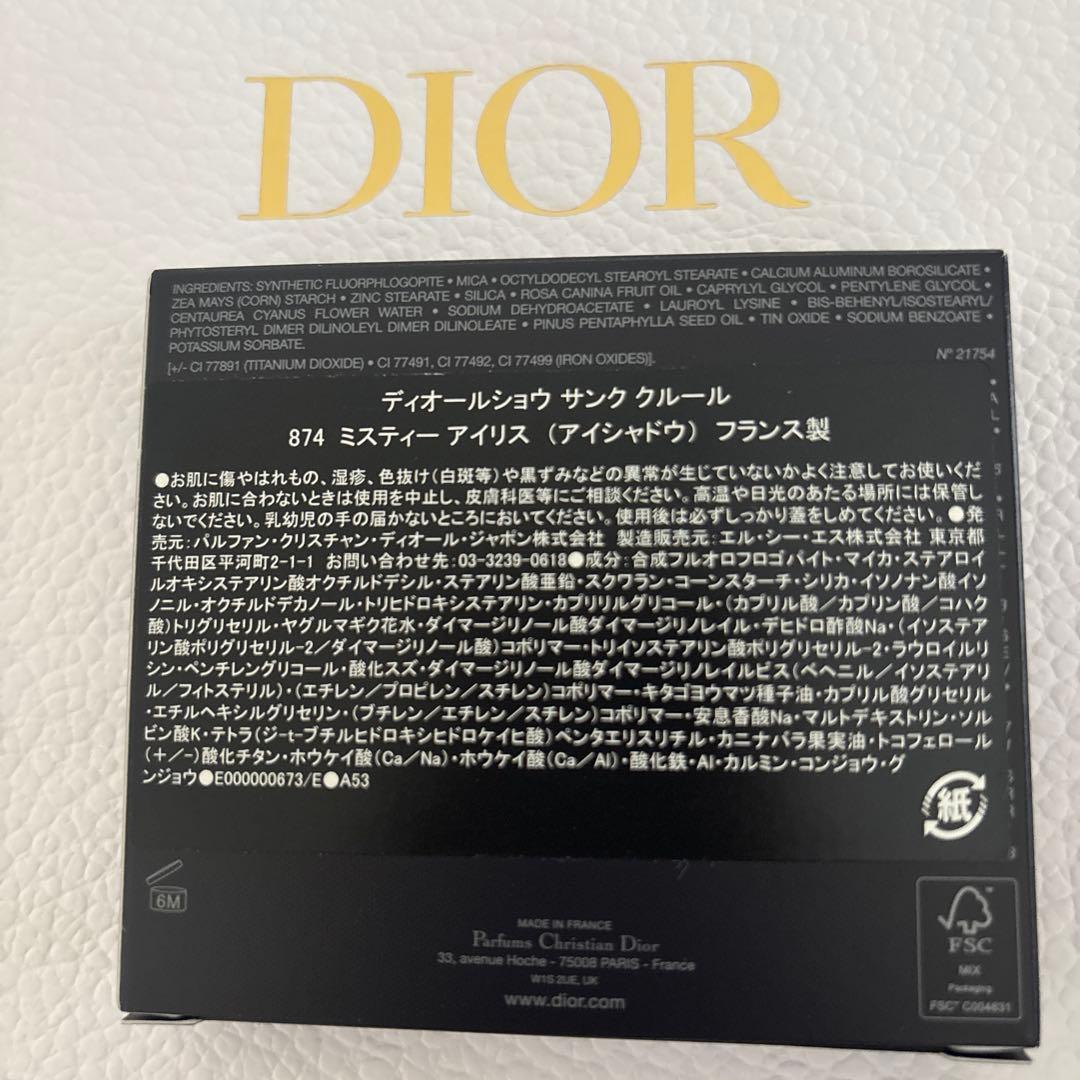 DIOR
INGREDIENTS: SYNTHETIC FLUORPHLOGOPITE • MICA • OCTYLDODECYL STEAROYL STEARATE • CALCIUM ALUMINUM BOROSILICATE •
ZEA MAYS (CORN) STARCH • ZINC STEARATE • SILICA • ROSA CANINA FRUIT OIL • CAPRYLYL GLYCOL • PENTYLENE GLYCOL •
CENTAUREA CYANUS FLOWER WATER • SODIUM DEHYDROACETATE • LAUROYL LYSINE • BIS-BEHENYL/ISOSTEARYL/
PHYTOSTERYL DIMER DILINOLEYL DIMER DILINOLEATE • PINUS PENTAPHYLLA SEED OIL • TIN OXIDE • SODIUM BENZOATE •
POTASSIUM SORBATE.
[+/- CI 77891 (TITANIUM DIOXIDE) • CI 77491, CI 77492, CI 77499 (IRON OXIDES)]. N° 21754
ディオールショウ サンク クルール
874 ミスティー アイリス (アイシャドウ) フランス製
●お肌に傷やはれもの、湿疹、色抜け(白斑等)や黒ずみなどの異常が生じていないかよく注意してお使いくだ
さい。お肌に合わないときは使用を中止し、皮膚科医等にご相談ください。高温や日光のあたる場所には保管し
ないでください。乳幼児の手の届かないところにおいてください。使用後は必ずしっかり蓋をしめてください。●発
売元:パルファン・クリスチャン・ディオール・ジャポン株式会社 製造販売元:エル・シー・エス株式会社 東京都
千代田区平河町2-1-1 お問い合わせ先:03-3239-0618●成分:合成フルオロフロゴパイト・マイカ・ステアロイ
ルオキシステアリン酸オクチルドデシル・ステアリン酸亜鉛・スクワラン・コーンスターチ・シリカ・イソノナン酸イソ
ノニル・オクチルドデカノール・トリヒドロキシステアリン・カプリリルグリコール・(カプリル酸/カプリン酸/コハク
酸)トリグリセリル・ヤグルマギク花水・ダイマージリノール酸ダイマージリノレイル・デヒドロ酢酸Na・(イソステア
リン酸ポリグリセリル-2/ダイマージリノール酸)コポリマー・トリイソステアリン酸ポリグリセリル-2・ラウロイルリ
シン・ペンチレングリコール・酸化スズ・ダイマージリノール酸ダイマージリノレイルビス(ベヘニル/イソステアリ
ル/フィトステリル)・(エチレン/プロピレン/スチレン)コポリマー・キタゴヨウマツ種子油・カプリル酸グリセリル
・エチルヘキシルグリセリン・(ブチレン/エチレン/スチレン)コポリマー・安息香酸Na・マルトデキストリン・ソル
ビン酸K・テトラ(ジ-t-ブチルヒドロキシヒドロケイヒ酸)ペンタエリスリチル・カニナバラ果実油・トコフェロール
(+/-)酸化チタン・ホウケイ酸(Ca/Na)・ホウケイ酸(Ca/Al)・酸化鉄・Al・カルミン・コンジョウ・グ
ンジョウ●E000000673/E●A53
紙
6M
MADE IN FRANCE
Parfums Christian Dior
33, avenue Hoche - 75008 PARIS - France
W1S 2UE, UK
www.dior.com
FSC
MIX
Packaging
FSC® C004631